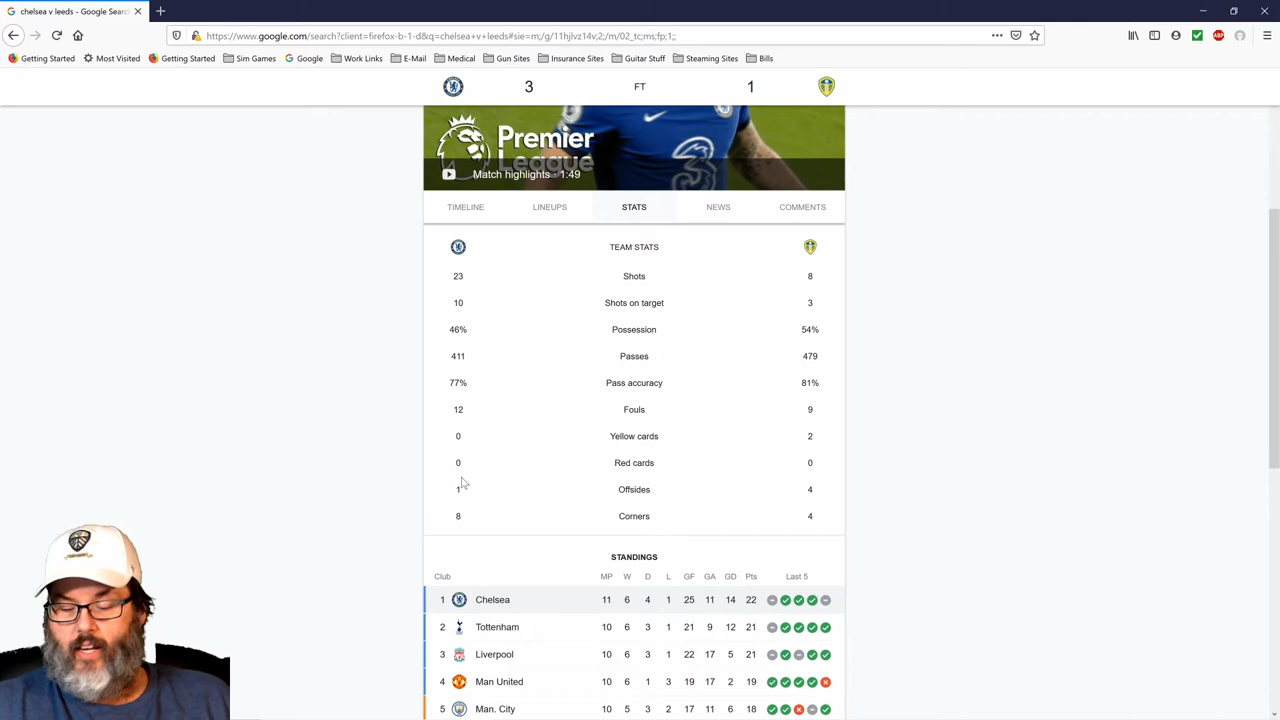 chelsea v leeds - Google Searc
https://www.google.com/search?client=firefox-b-1-d&q=chelsea+v+leeds#sie=m;/g/11hjlvz14v;2;/m/02_tc;ms;fp;1;;
Getting Started Most Visited Getting Started Sim Games Google Work Links E-Mail Medical Gun Sites Insurance Sites Guitar Stuff Steaming Sites Bills
3 FT 1
Premier
League
3
Match highlights · 1:49
TIMELINE LINEUPS STATS NEWS COMMENTS
TEAM STATS
23 Shots 8
10 Shots on target 3
46% Possession 54%
411 Passes 479
77% Pass accuracy 81%
12 Fouls 9
0 Yellow cards 2
0 Red cards 0
1 Offsides 4
8 Corners 4
STANDINGS
Club MP W D L GF GA GD Pts Last 5
1 Chelsea 11 6 4 1 25 11 14 22
2 Tottenham 10 6 3 1 21 9 12 21
3 Liverpool 10 6 3 1 22 17 5 21
4 Man United 10 6 1 3 19 17 2 19
5 Man. City 10 5 3 2 17 11 6 18